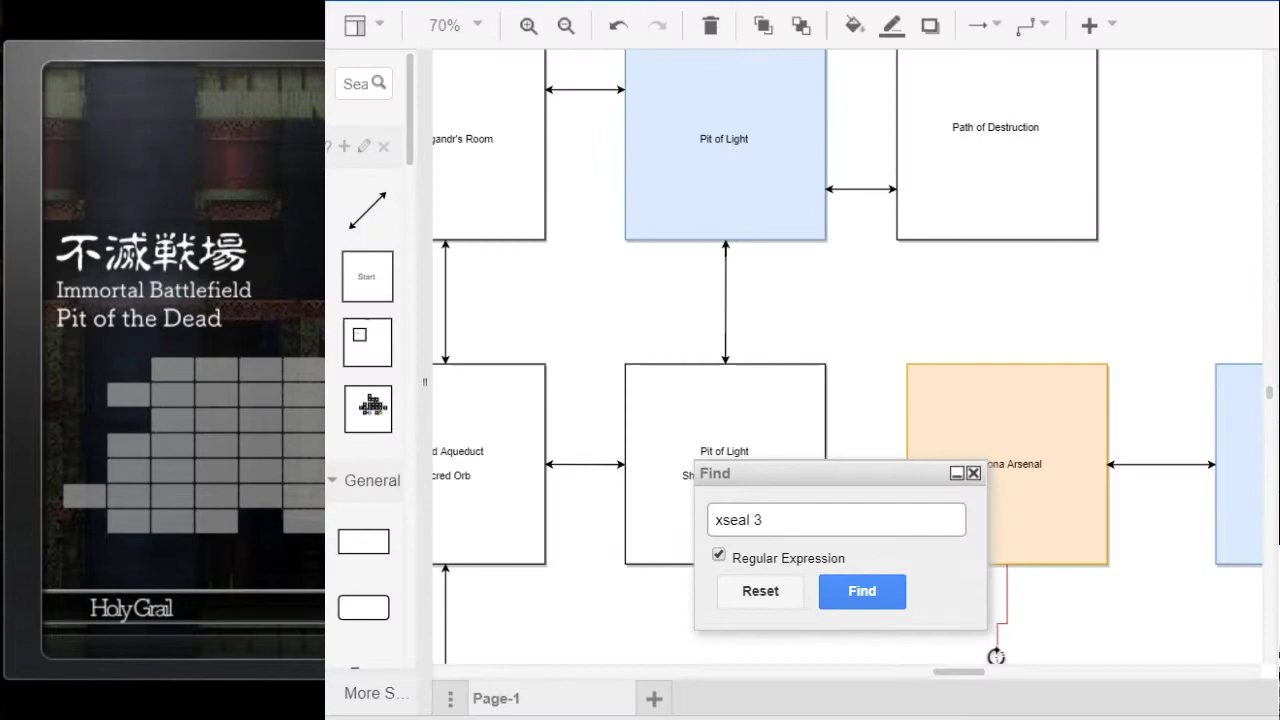 不滅戦場
Immortal Battlefield
Pit of the Dead
Holy Grail
70%
Sea
?
Start
General
More S...
gandr's Room
Pit of Light
Path of Destruction
d Aqueduct
cred Orb
Pit of Light
Sh
ona Arsenal
Find
xseal 3
Regular Expression
Reset
Find
Page-1